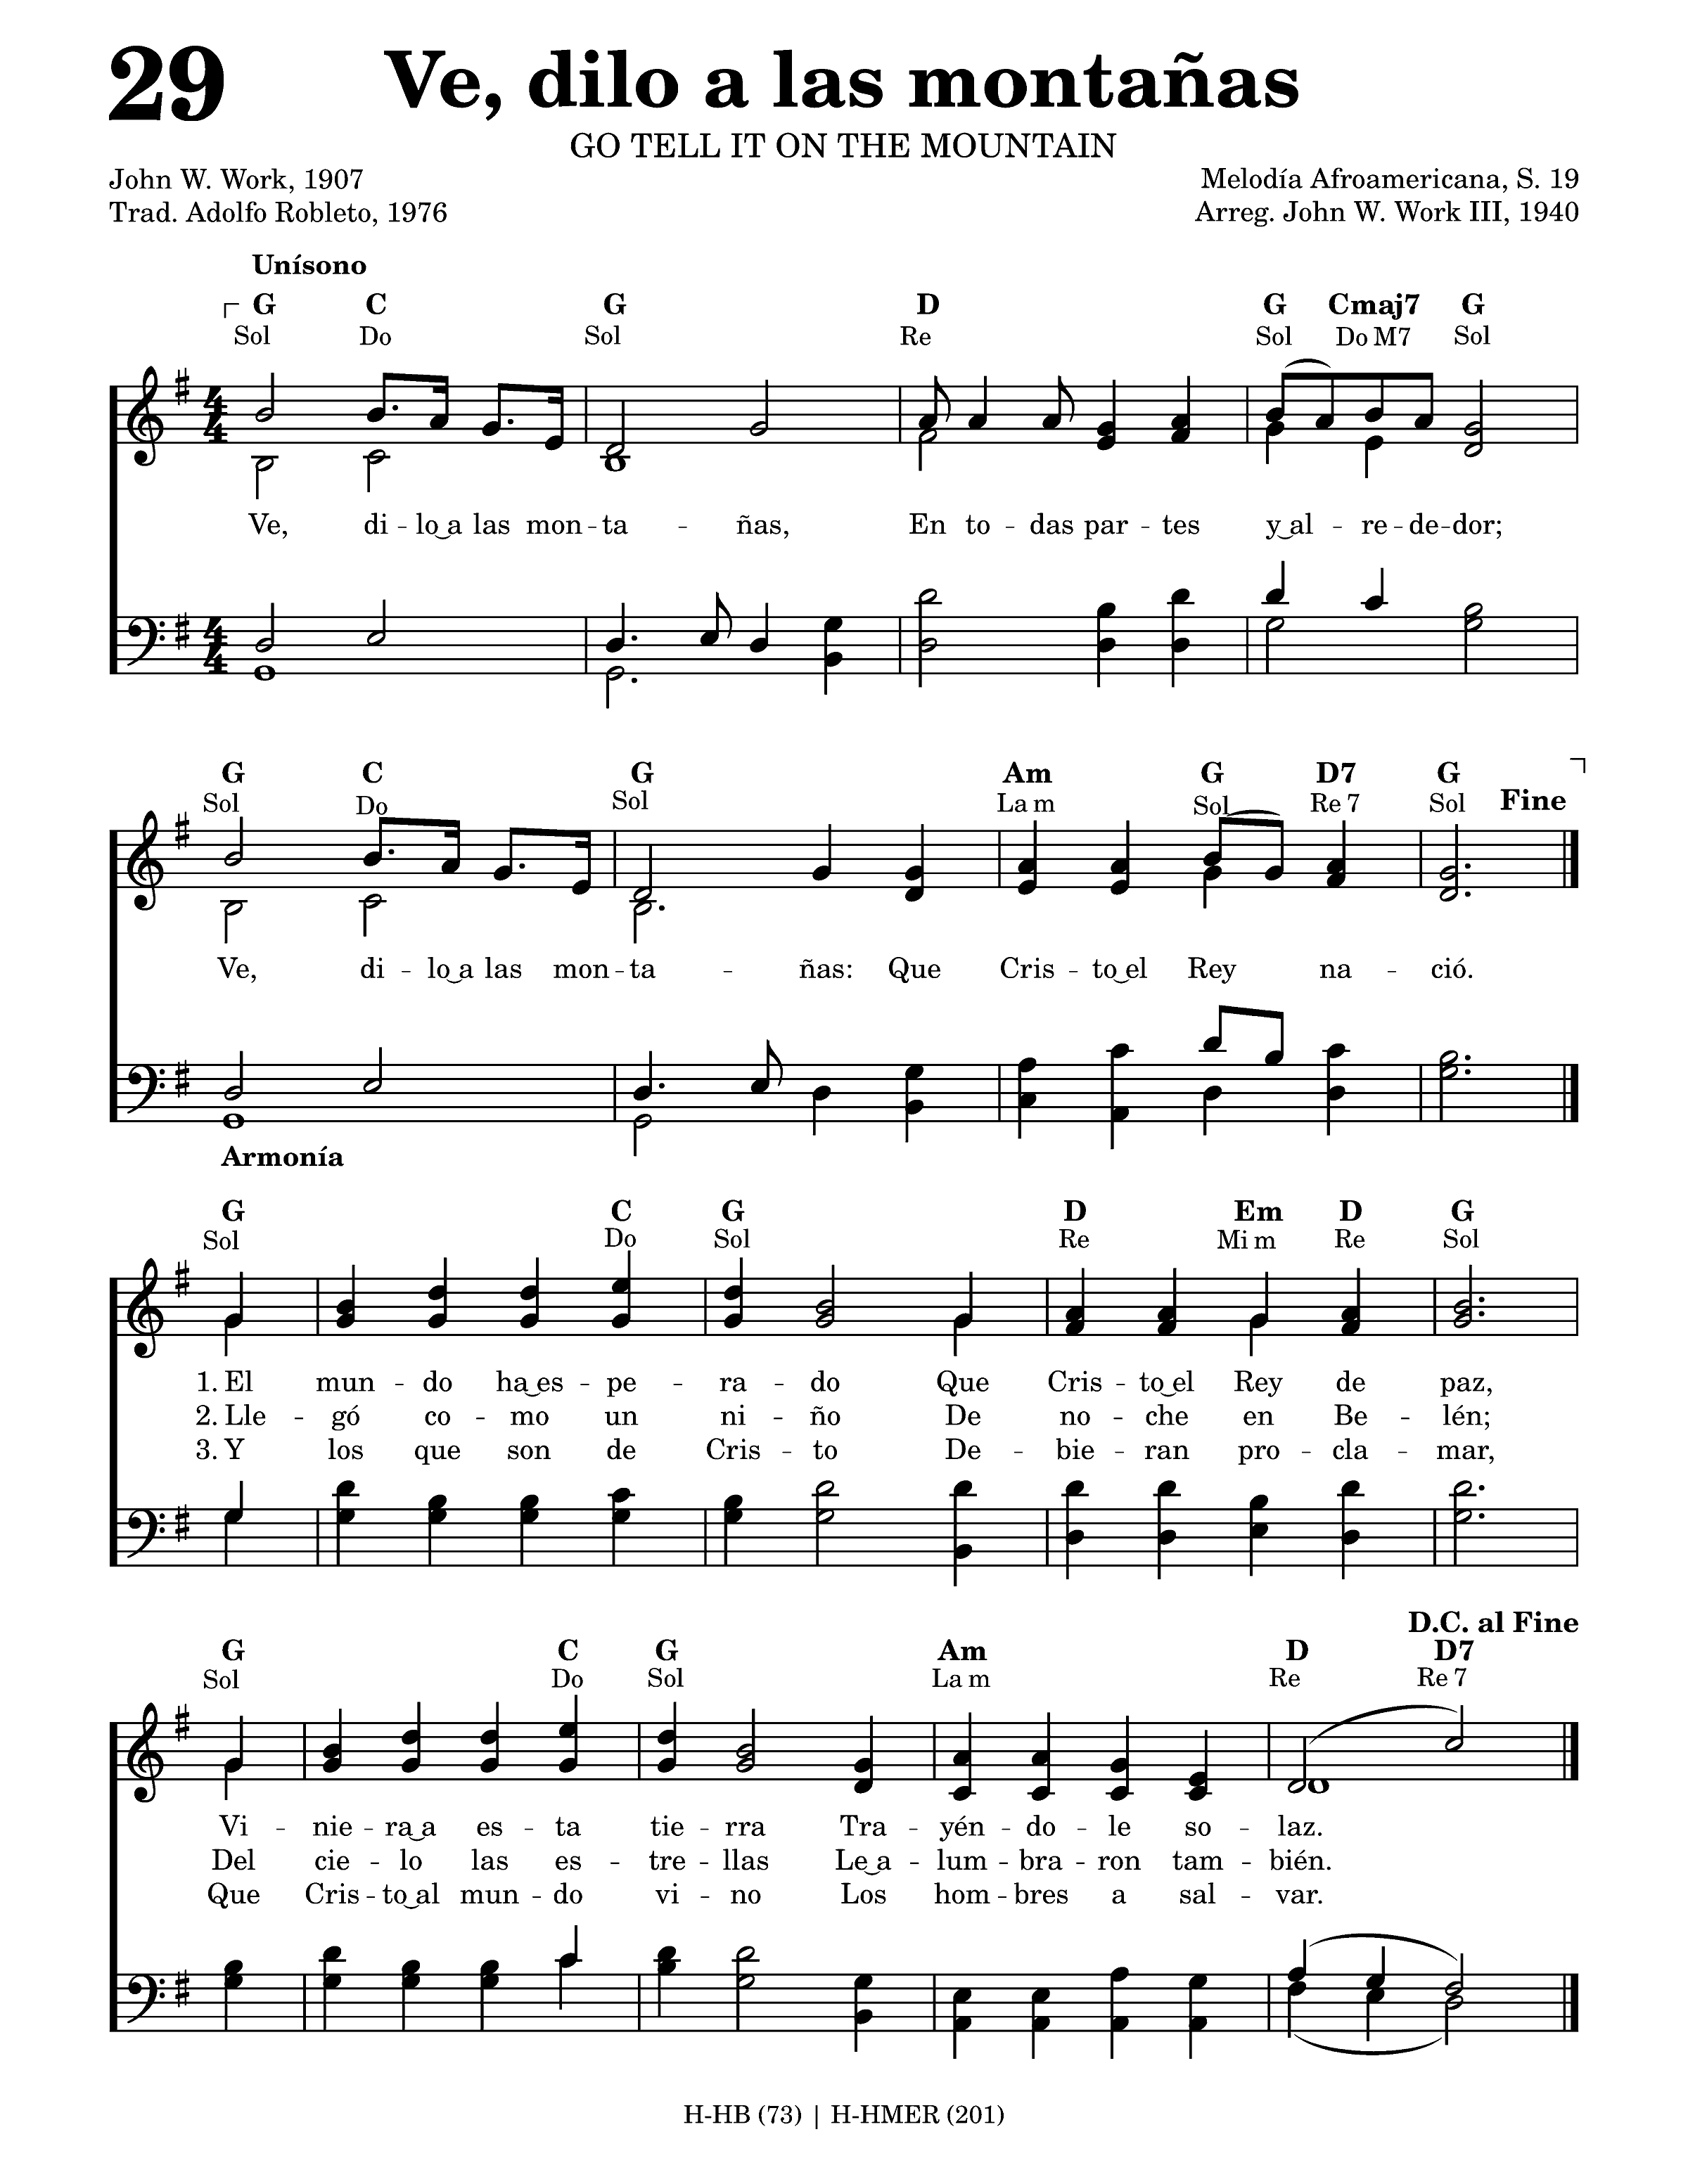 29
Ve, dilo a las montañas
GO TELL IT ON THE MOUNTAIN
John W. Work, 1907
Melodía Afroamericana, S. 19
Trad. Adolfo Robleto, 1976
Arreg. John W. Work III, 1940
Unísono
G C G D G Cmaj7 G
Sol Do Sol Re Sol Do M7 Sol
4 4
Ve, di - lo‿a las mon - ta - ñas, En to - das par - tes y‿al - re - de - dor;
4 4
G C G Am G D7 G
Sol Do Sol La m Sol Re 7 Sol Fine
Ve, di - lo‿a las mon - ta - ñas: Que Cris - to‿el Rey na - ció.
Armonía
G C G D Em D G
Sol Do Sol Re Mi m Re Sol
1. El mun - do ha‿es - pe - ra - do Que Cris - to‿el Rey de paz,
2. Lle - gó co - mo un ni - ño De no - che en Be - lén;
3. Y los que son de Cris - to De - bie - ran pro - cla - mar,
D.C. al Fine
G C G Am D D7
Sol Do Sol La m Re Re 7
Vi - nie - ra‿a es - ta tie - rra Tra - yén - do - le so - laz.
Del cie - lo las es - tre - llas Le‿a - lum - bra - ron tam - bién.
Que Cris - to‿al mun - do vi - no Los hom - bres a sal - var.
H-HB (73) | H-HMER (201)